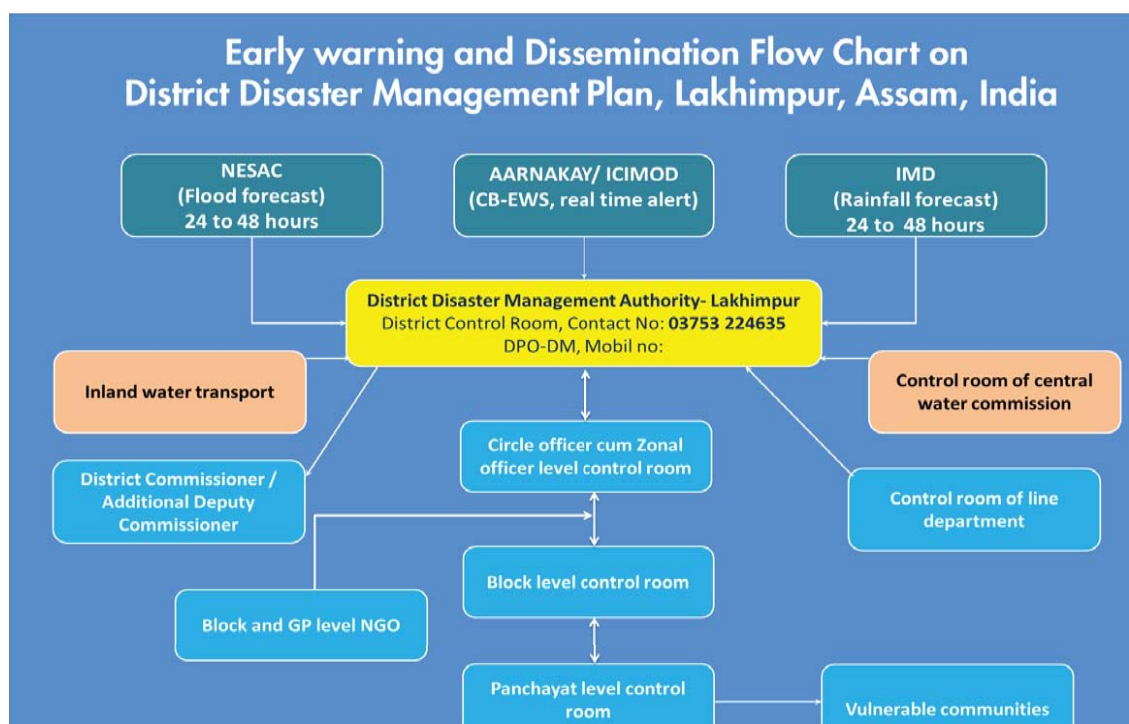 Early warning and Dissemination Flow Chart on
District Disaster Management Plan, Lakhimpur, Assam, India
NESAC
(Flood forecast)
24 to 48 hours
AARNAKAY/ ICIMOD
(CB-EWS, real time alert)
IMD
(Rainfall forecast)
24 to 48 hours
District Disaster Management Authority- Lakhimpur
District Control Room, Contact No: 03753 224635
DPO-DM, Mobil no:
Inland water transport
Control room of central
water commission
Circle officer cum Zonal
officer level control room
District Commissioner /
Additional Deputy
Commissioner
Control room of line
department
Block level control room
Block and GP level NGO
Panchayat level control
room
Vulnerable communities